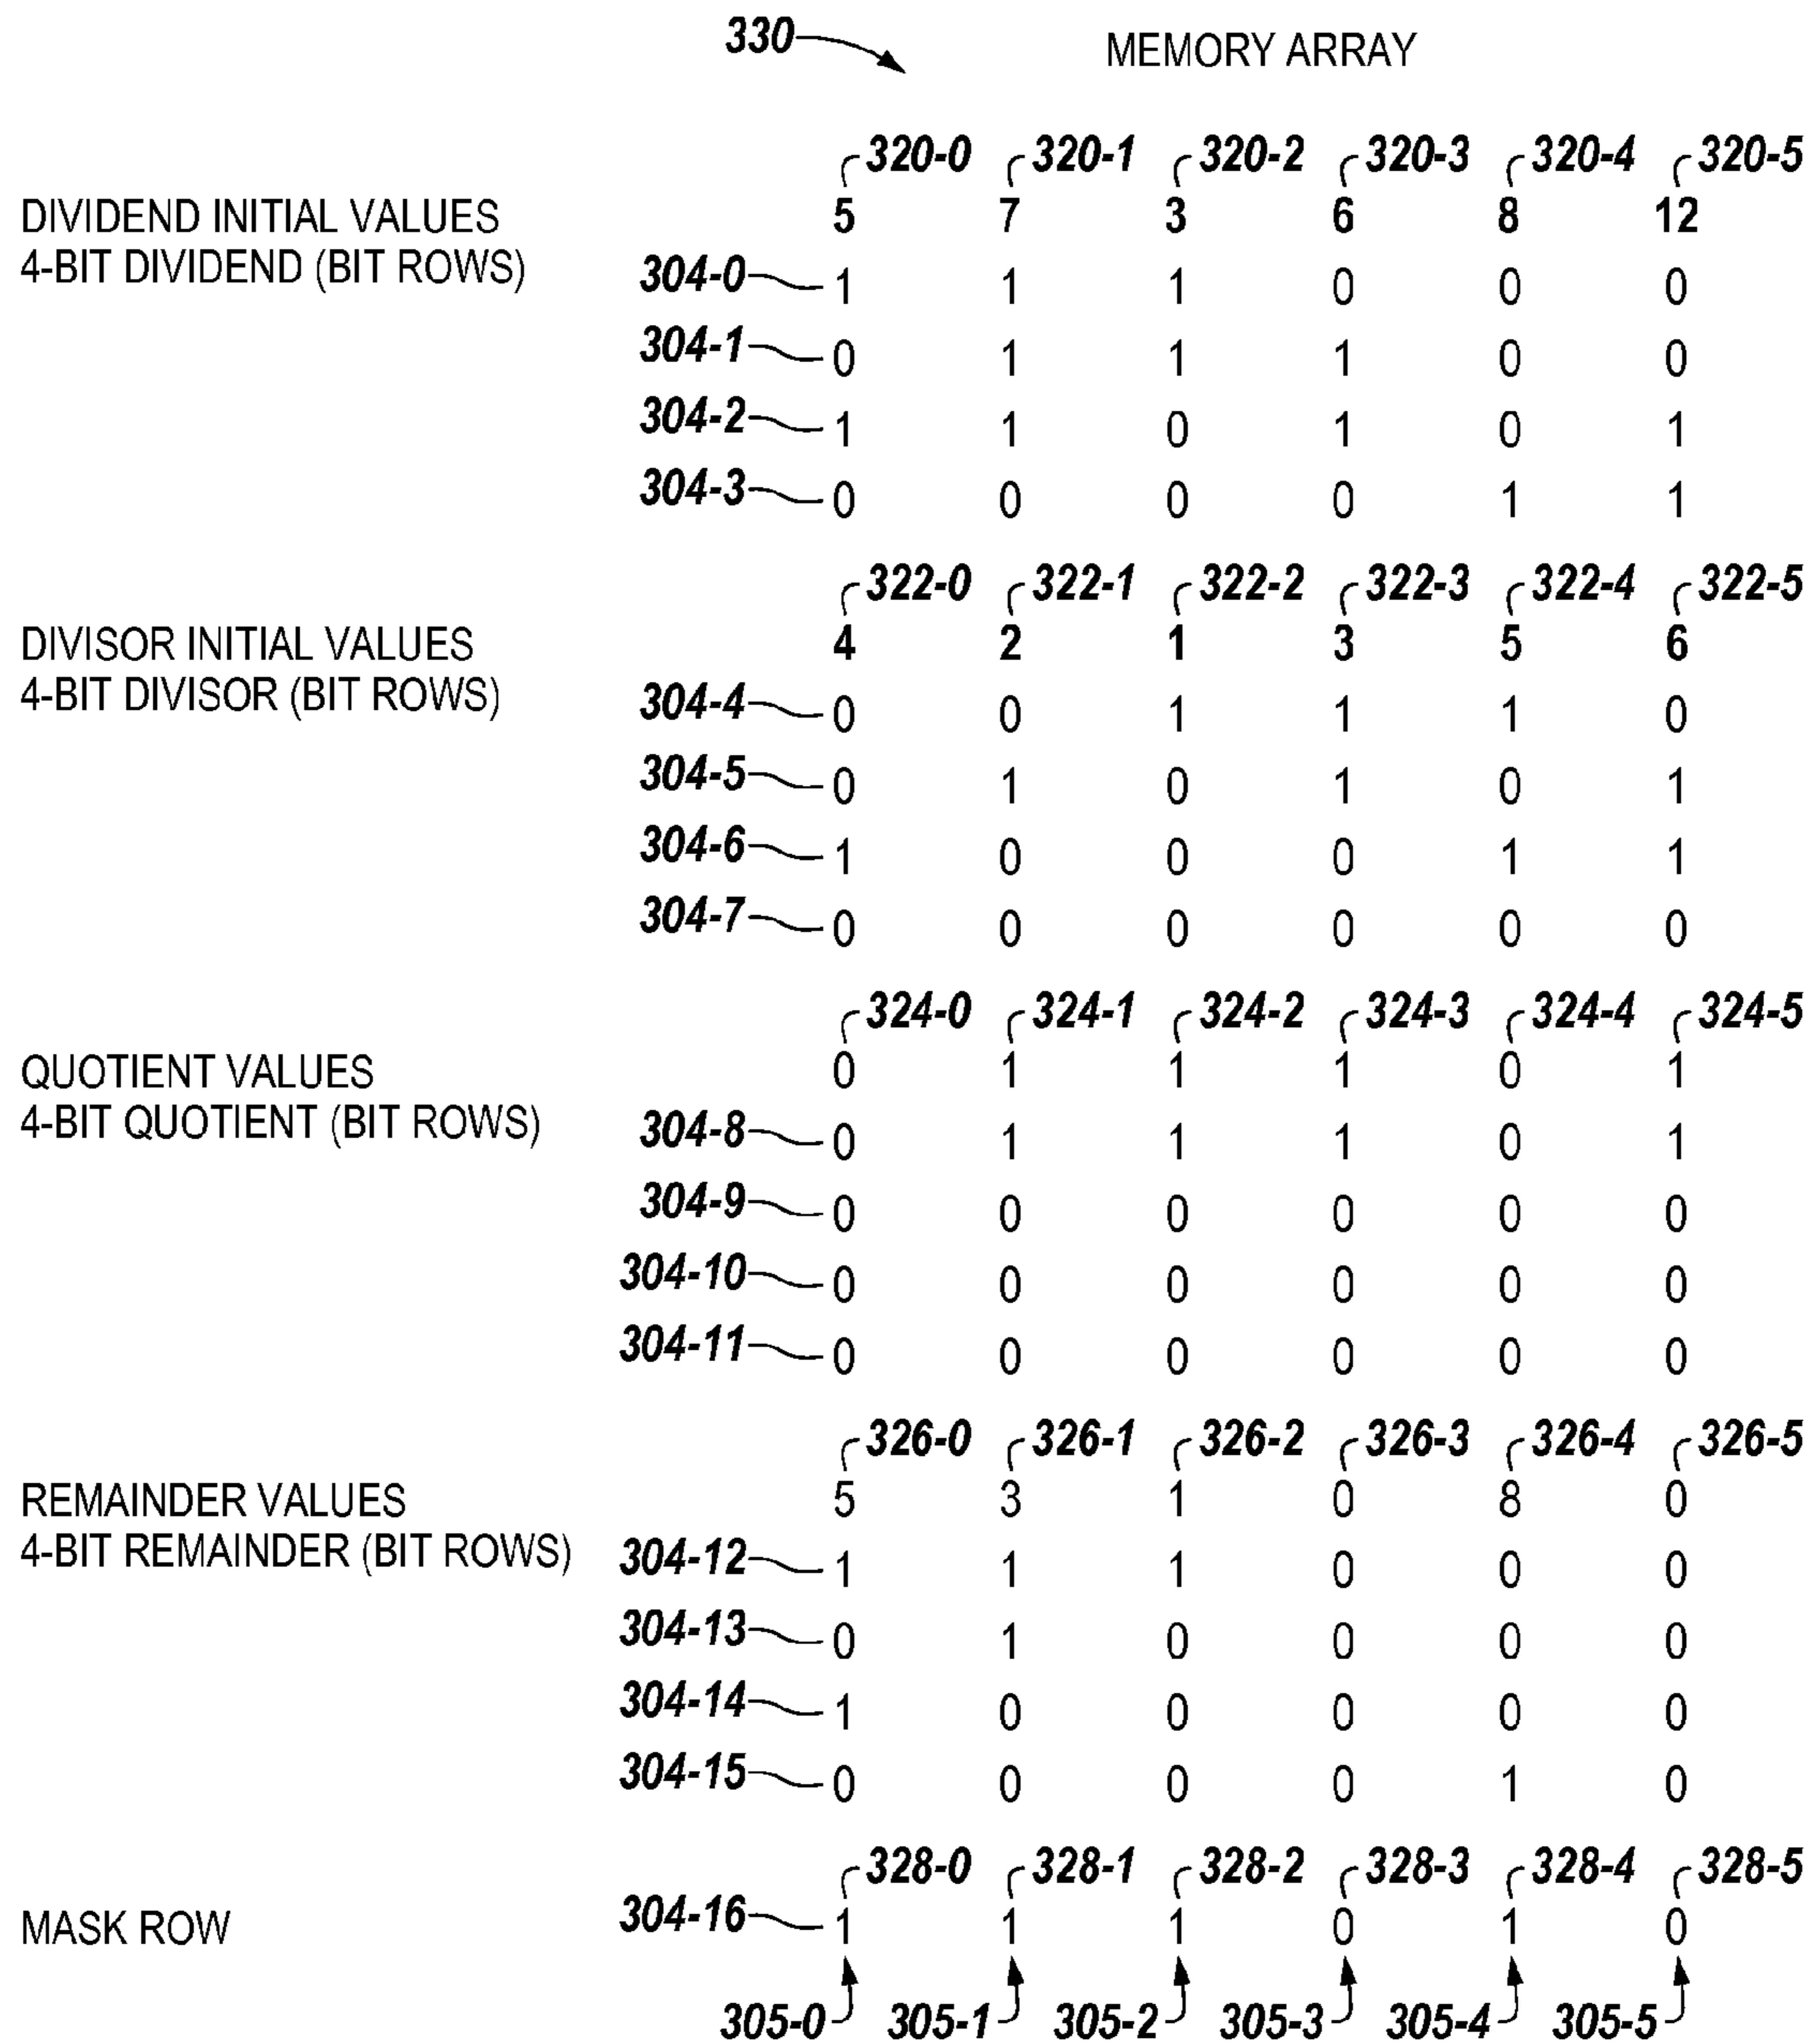 330 MEMORY ARRAY
320-0 320-1 320-2 320-3 320-4 320-5
DIVIDEND INITIAL VALUES 5 7 3 6 8 12
4-BIT DIVIDEND (BIT ROWS) 304-0 1 1 1 0 0 0
304-1 0 1 1 1 0 0
304-2 1 1 0 1 0 1
304-3 0 0 0 0 1 1
322-0 322-1 322-2 322-3 322-4 322-5
DIVISOR INITIAL VALUES 4 2 1 3 5 6
4-BIT DIVISOR (BIT ROWS) 304-4 0 0 1 1 1 0
304-5 0 1 0 1 0 1
304-6 1 0 0 0 1 1
304-7 0 0 0 0 0 0
324-0 324-1 324-2 324-3 324-4 324-5
QUOTIENT VALUES 0 1 1 1 0 1
4-BIT QUOTIENT (BIT ROWS) 304-8 0 1 1 1 0 1
304-9 0 0 0 0 0 0
304-10 0 0 0 0 0 0
304-11 0 0 0 0 0 0
326-0 326-1 326-2 326-3 326-4 326-5
REMAINDER VALUES 5 3 1 0 8 0
4-BIT REMAINDER (BIT ROWS) 304-12 1 1 1 0 0 0
304-13 0 1 0 0 0 0
304-14 1 0 0 0 0 0
304-15 0 0 0 0 1 0
328-0 328-1 328-2 328-3 328-4 328-5
MASK ROW 304-16 1 1 1 0 1 0
305-0 305-1 305-2 305-3 305-4 305-5